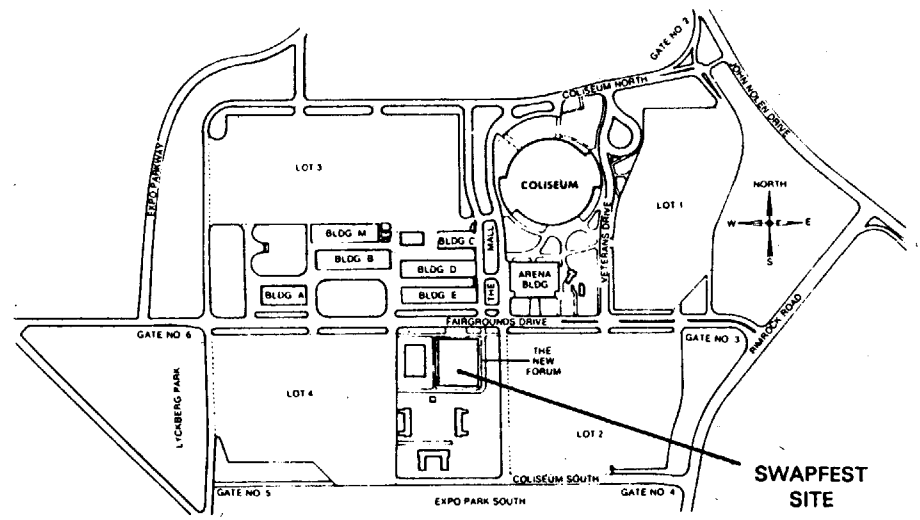 GATE NO 2
JOHN NOLEN DRIVE
COLISEUM NORTH
EXPO PARKWAY
LOT 3
COLISEUM
LOT 1
NORTH
W E
S
VETERANS DRIVE
BLDG M
BLDG C
THE MALL
BLDG B
BLDG D
ARENA
BLDG
BLDG A
BLDG E
FAIRGROUNDS DRIVE
RIMROCK ROAD
GATE NO 6
GATE NO 3
THE
NEW
FORUM
LYCKBERG PARK
LOT 4
LOT 2
SWAPFEST
SITE
COLISEUM SOUTH
GATE NO 5
GATE NO 4
EXPO PARK SOUTH